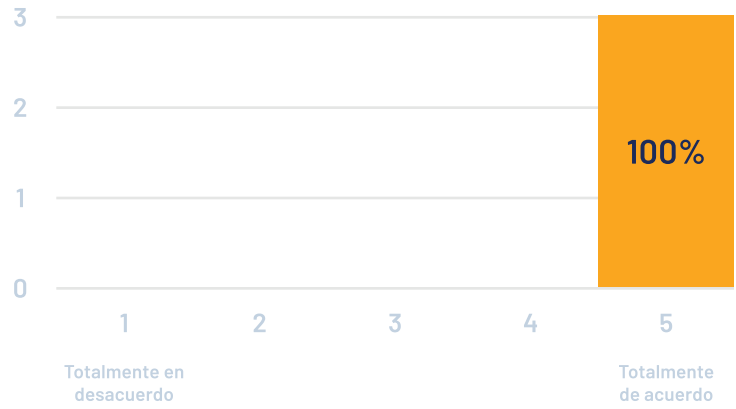 3
2
100%
1
0
1 2 3 4 5
Totalmente en Totalmente
desacuerdo de acuerdo